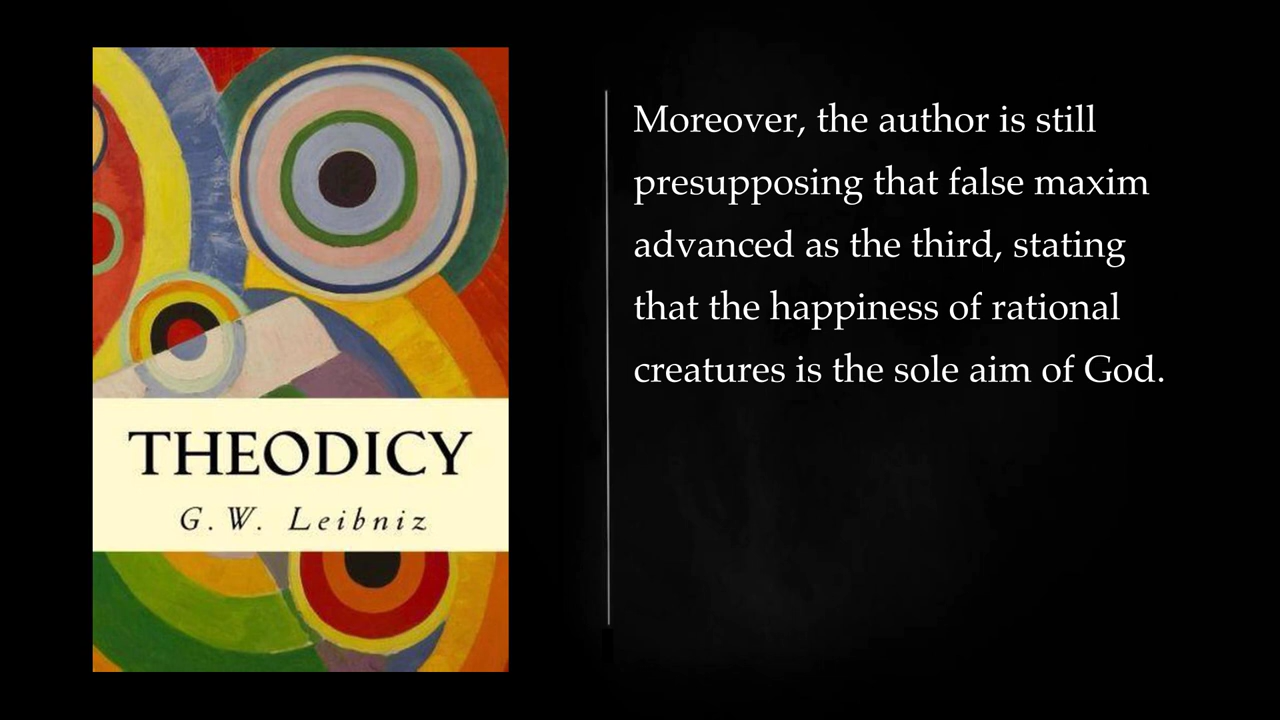 THEODICY
G. W. Leibniz
Moreover, the author is still
presupposing that false maxim
advanced as the third, stating
that the happiness of rational
creatures is the sole aim of God.